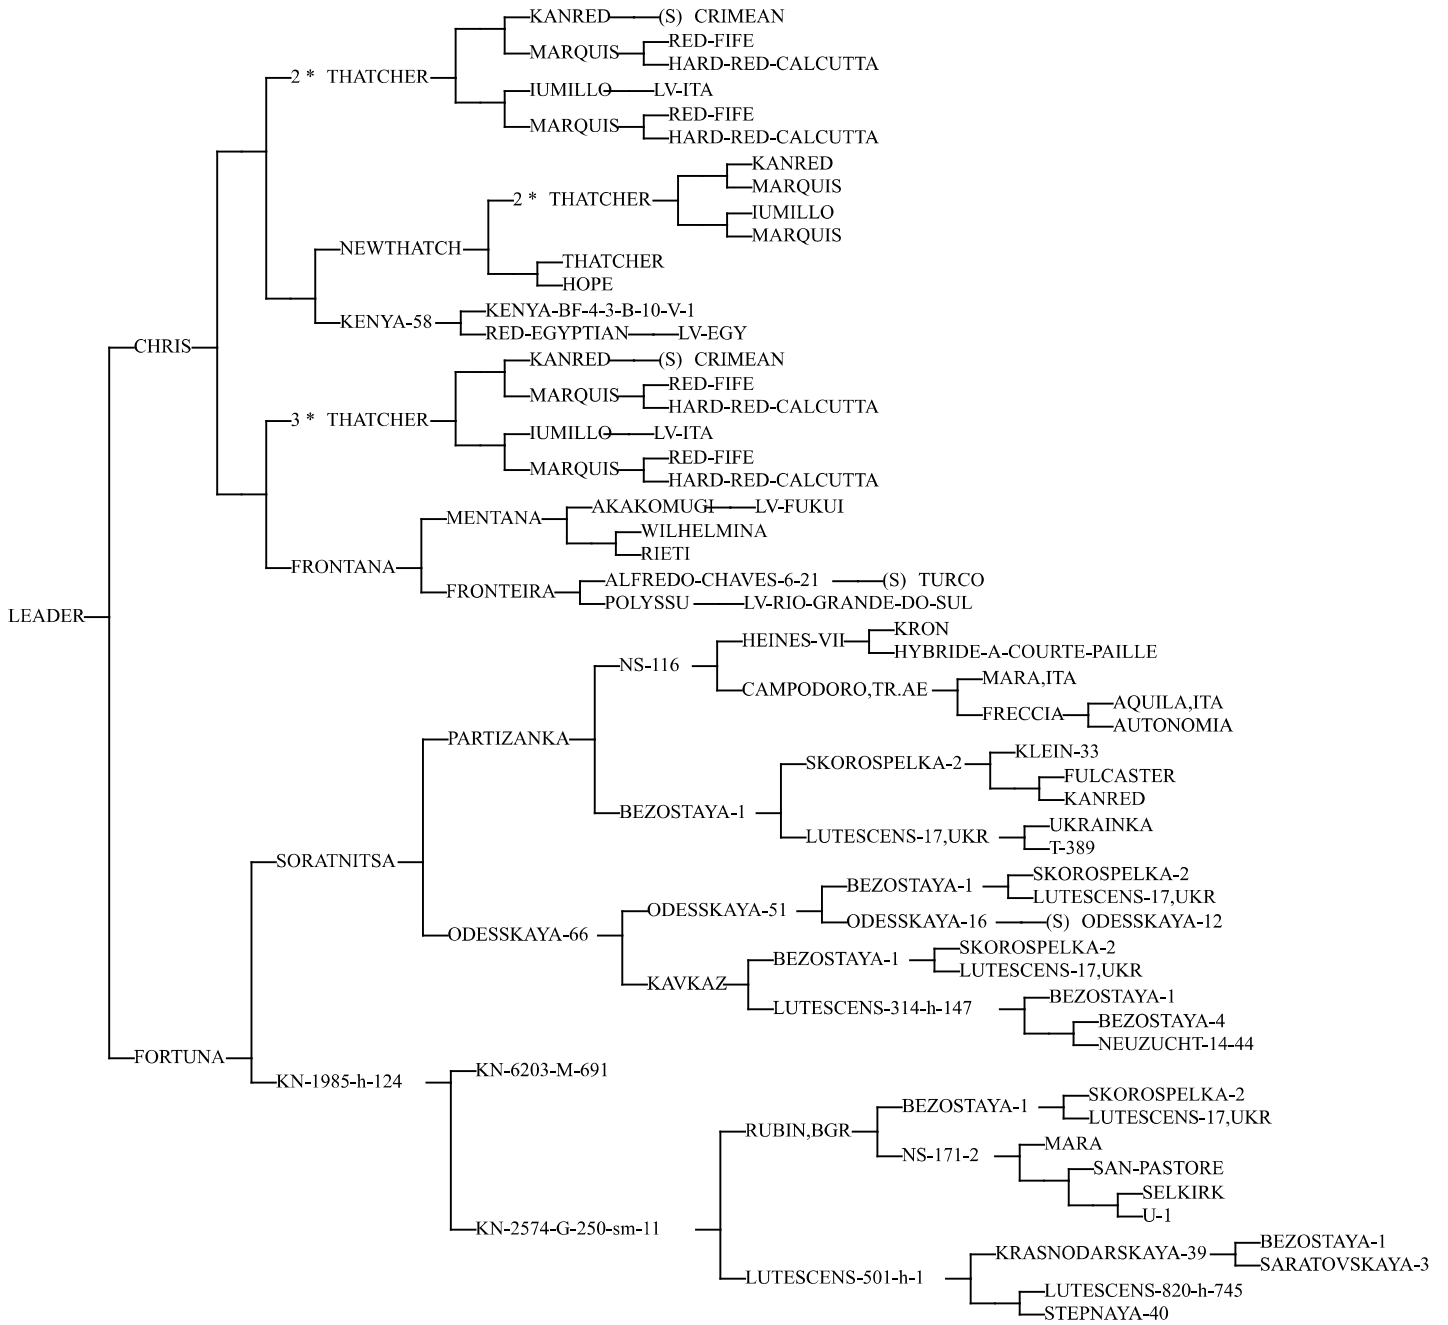 KANRED (S) CRIMEAN
RED-FIFE
MARQUIS
HARD-RED-CALCUTTA
2 * THATCHER
IUMILLO LV-ITA
RED-FIFE
MARQUIS
HARD-RED-CALCUTTA
KANRED
MARQUIS
2 * THATCHER
IUMILLO
MARQUIS
NEWTHATCH
THATCHER
HOPE
KENYA-BF-4-3-B-10-V-1
KENYA-58
RED-EGYPTIAN LV-EGY
CHRIS
KANRED (S) CRIMEAN
RED-FIFE
MARQUIS
HARD-RED-CALCUTTA
3 * THATCHER
IUMILLO LV-ITA
RED-FIFE
MARQUIS
HARD-RED-CALCUTTA
AKAKOMUGI LV-FUKUI
MENTANA
WILHELMINA
RIETI
FRONTANA
ALFREDO-CHAVES-6-21 (S) TURCO
FRONTEIRA
POLYSSU LV-RIO-GRANDE-DO-SUL
LEADER
KRON
HEINES-VII
HYBRIDE-A-COURTE-PAILLE
NS-116
MARA,ITA
CAMPODORO,TR.AE
AQUILA,ITA
FRECCIA
AUTONOMIA
PARTIZANKA
KLEIN-33
SKOROSPELKA-2
FULCASTER
KANRED
BEZOSTAYA-1
UKRAINKA
LUTESCENS-17,UKR
T-389
SORATNITSA
SKOROSPELKA-2
BEZOSTAYA-1
LUTESCENS-17,UKR
ODESSKAYA-51
ODESSKAYA-16 (S) ODESSKAYA-12
ODESSKAYA-66
SKOROSPELKA-2
BEZOSTAYA-1
LUTESCENS-17,UKR
KAVKAZ
BEZOSTAYA-1
LUTESCENS-314-h-147
BEZOSTAYA-4
NEUZUCHT-14-44
FORTUNA
KN-6203-M-691
KN-1985-h-124
SKOROSPELKA-2
BEZOSTAYA-1
LUTESCENS-17,UKR
RUBIN,BGR
MARA
NS-171-2
SAN-PASTORE
SELKIRK
U-1
KN-2574-G-250-sm-11
BEZOSTAYA-1
KRASNODARSKAYA-39
SARATOVSKAYA-3
LUTESCENS-501-h-1
LUTESCENS-820-h-745
STEPNAYA-40